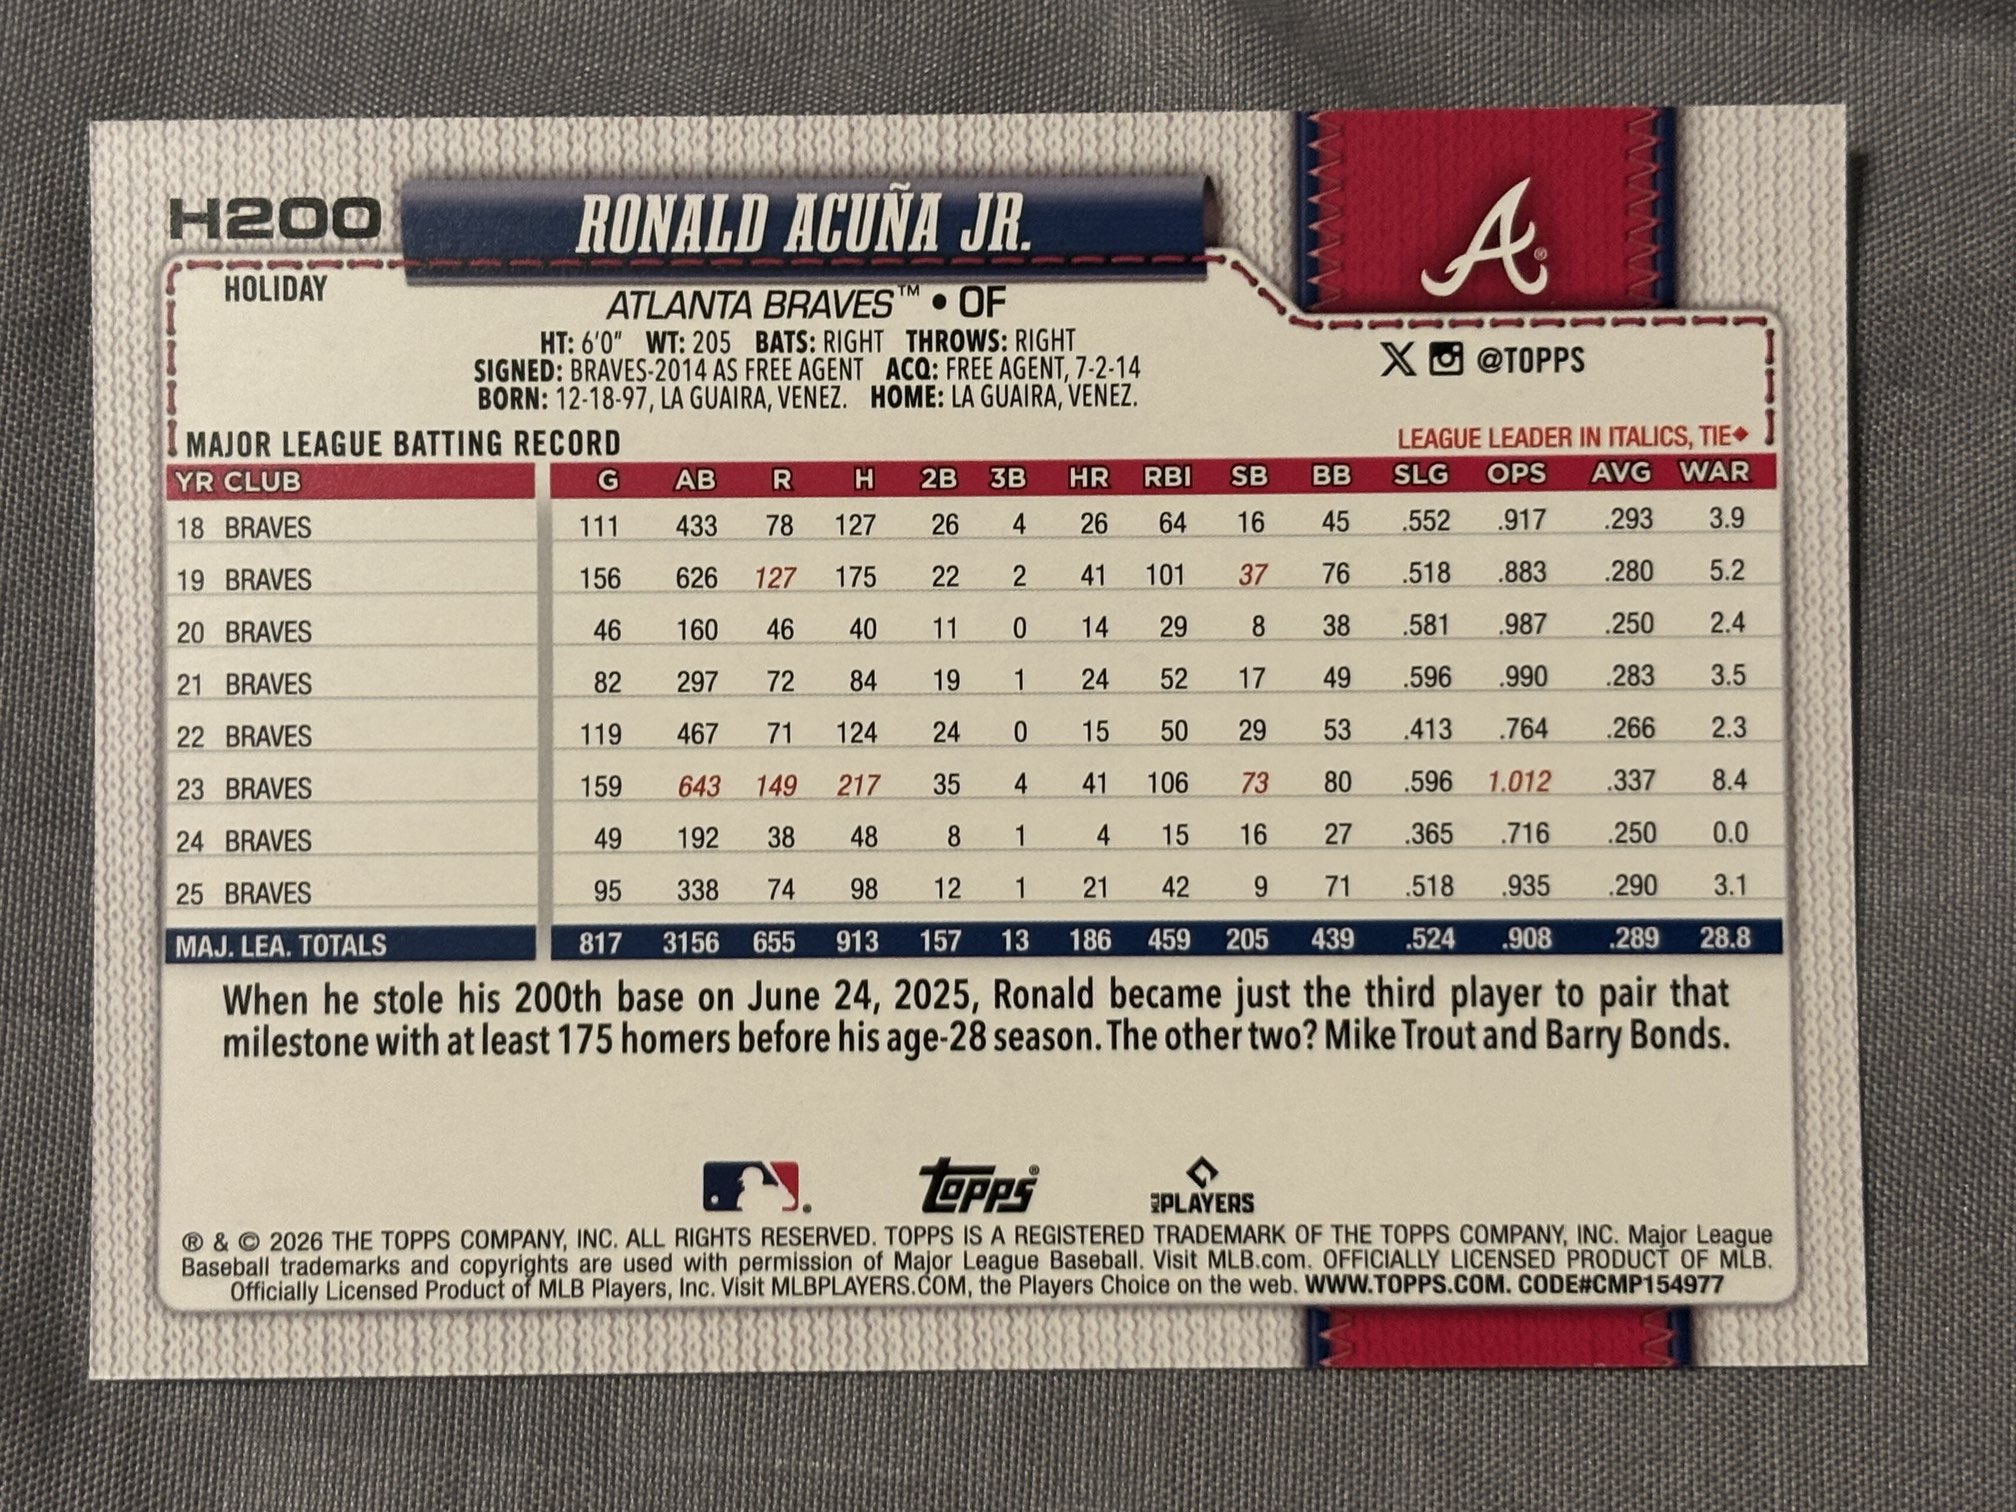 H200 RONALD ACUÑA JR.
A®
HOLIDAY
ATLANTA BRAVES™ • OF
HT: 6'0" WT: 205 BATS: RIGHT THROWS: RIGHT
SIGNED: BRAVES-2014 AS FREE AGENT ACQ: FREE AGENT, 7-2-14
BORN: 12-18-97, LA GUAIRA, VENEZ. HOME: LA GUAIRA, VENEZ.
X @TOPPS
MAJOR LEAGUE BATTING RECORD LEAGUE LEADER IN ITALICS, TIE◆
YR CLUB G AB R H 2B 3B HR RBI SB BB SLG OPS AVG WAR
18 BRAVES 111 433 78 127 26 4 26 64 16 45 .552 .917 .293 3.9
19 BRAVES 156 626 127 175 22 2 41 101 37 76 .518 .883 .280 5.2
20 BRAVES 46 160 46 40 11 0 14 29 8 38 .581 .987 .250 2.4
21 BRAVES 82 297 72 84 19 1 24 52 17 49 .596 .990 .283 3.5
22 BRAVES 119 467 71 124 24 0 15 50 29 53 .413 .764 .266 2.3
23 BRAVES 159 643 149 217 35 4 41 106 73 80 .596 1.012 .337 8.4
24 BRAVES 49 192 38 48 8 1 4 15 16 27 .365 .716 .250 0.0
25 BRAVES 95 338 74 98 12 1 21 42 9 71 .518 .935 .290 3.1
MAJ. LEA. TOTALS 817 3156 655 913 157 13 186 459 205 439 .524 .908 .289 28.8
When he stole his 200th base on June 24, 2025, Ronald became just the third player to pair that
milestone with at least 175 homers before his age-28 season. The other two? Mike Trout and Barry Bonds.
topps® MLBPLAYERS
® & © 2026 THE TOPPS COMPANY, INC. ALL RIGHTS RESERVED. TOPPS IS A REGISTERED TRADEMARK OF THE TOPPS COMPANY, INC. Major League
Baseball trademarks and copyrights are used with permission of Major League Baseball. Visit MLB.com. OFFICIALLY LICENSED PRODUCT OF MLB.
Officially Licensed Product of MLB Players, Inc. Visit MLBPLAYERS.COM, the Players Choice on the web. WWW.TOPPS.COM. CODE#CMP154977